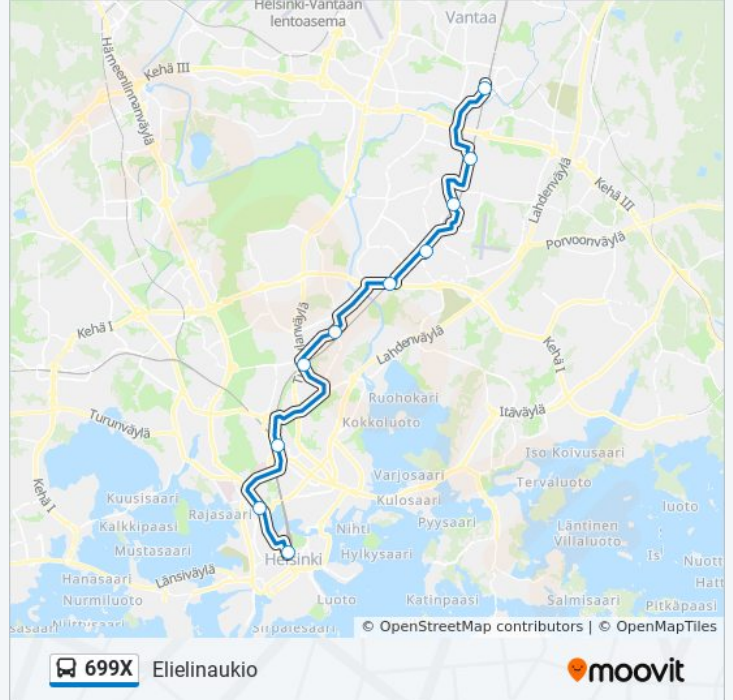 Helsinki-Vantaan
lentoasema
Vantaa
Hämeenlinnanväylä
Kehä III
Lahdenväylä
Kehä III
Porvoonväylä
Kehä I
Lahdenväylä
Kehä I
Ruohokari
Kokkoluoto
Itäväylä
Turunväylä
Iso Koivusaari
Varjosaari
Tervaluoto
Kehä I
Kuusisaari
Kulosaari
luoto
Rajasaari
Kalkkipaasi
Nihti
Pyysaari
Läntinen
Villaluoto
Mustasaari
Helsinki
Hylkysaari
Hanasaari
Länsiväylä
Nurmiluoto
Luoto
Katinpaasi
Salmisaari
Pitkäpaasi
© OpenStreetMap contributors | © OpenMapTiles
699X Elielinaukio
moovit